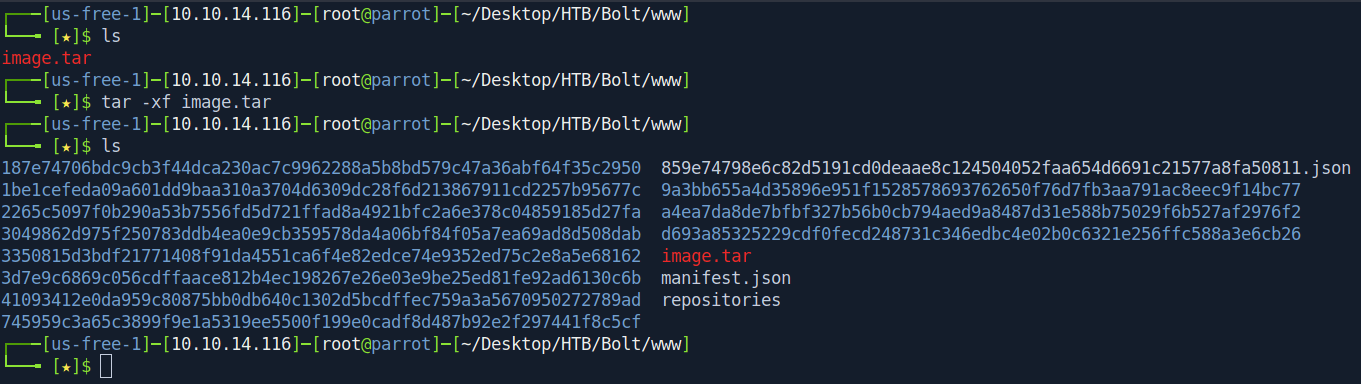 ┌──[us-free-1]─[10.10.14.116]─[root@parrot]─[~/Desktop/HTB/Bolt/www]
└──╼ [★]$ ls
image.tar
┌──[us-free-1]─[10.10.14.116]─[root@parrot]─[~/Desktop/HTB/Bolt/www]
└──╼ [★]$ tar -xf image.tar
┌──[us-free-1]─[10.10.14.116]─[root@parrot]─[~/Desktop/HTB/Bolt/www]
└──╼ [★]$ ls
187e74706bdc9cb3f44dca230ac7c9962288a5b8bd579c47a36abf64f35c2950  859e74798e6c82d5191cd0deaae8c124504052faa654d6691c21577a8fa50811.json
1be1cefeda09a601dd9baa310a3704d6309dc28f6d213867911cd2257b95677c  9a3bb655a4d35896e951f1528578693762650f76d7fb3aa791ac8eec9f14bc77
2265c5097f0b290a53b7556fd5d721ffad8a4921bfc2a6e378c04859185d27fa  a4ea7da8de7bfbf327b56b0cb794aed9a8487d31e588b75029f6b527af2976f2
3049862d975f250783ddb4ea0e9cb359578da4a06bf84f05a7ea69ad8d508dab  d693a85325229cdf0fecd248731c346edbc4e02b0c6321e256ffc588a3e6cb26
3350815d3bdf21771408f91da4551ca6f4e82edce74e9352ed75c2e8a5e68162  image.tar
3d7e9c6869c056cdffaace812b4ec198267e26e03e9be25ed81fe92ad6130c6b  manifest.json
41093412e0da959c80875bb0db640c1302d5bcdffec759a3a5670950272789ad  repositories
745959c3a65c3899f9e1a5319ee5500f199e0cadf8d487b92e2f297441f8c5cf
┌──[us-free-1]─[10.10.14.116]─[root@parrot]─[~/Desktop/HTB/Bolt/www]
└──╼ [★]$